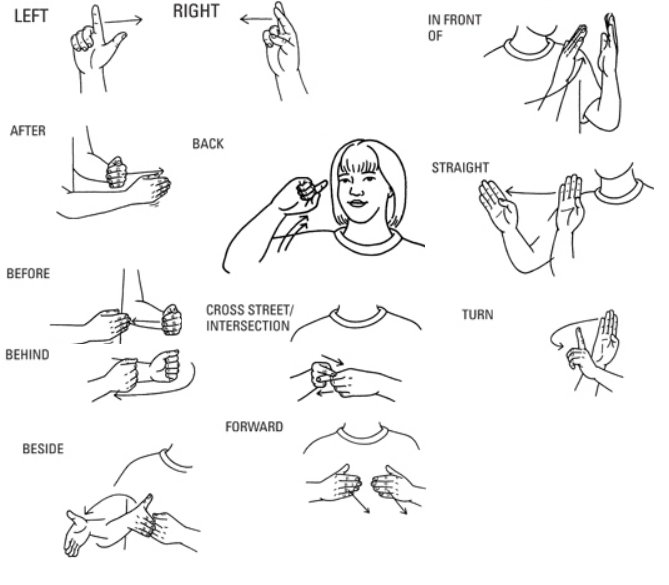 LEFT
RIGHT
IN FRONT
OF
AFTER
BACK
STRAIGHT
BEFORE
CROSS STREET/
INTERSECTION
TURN
BEHIND
FORWARD
BESIDE